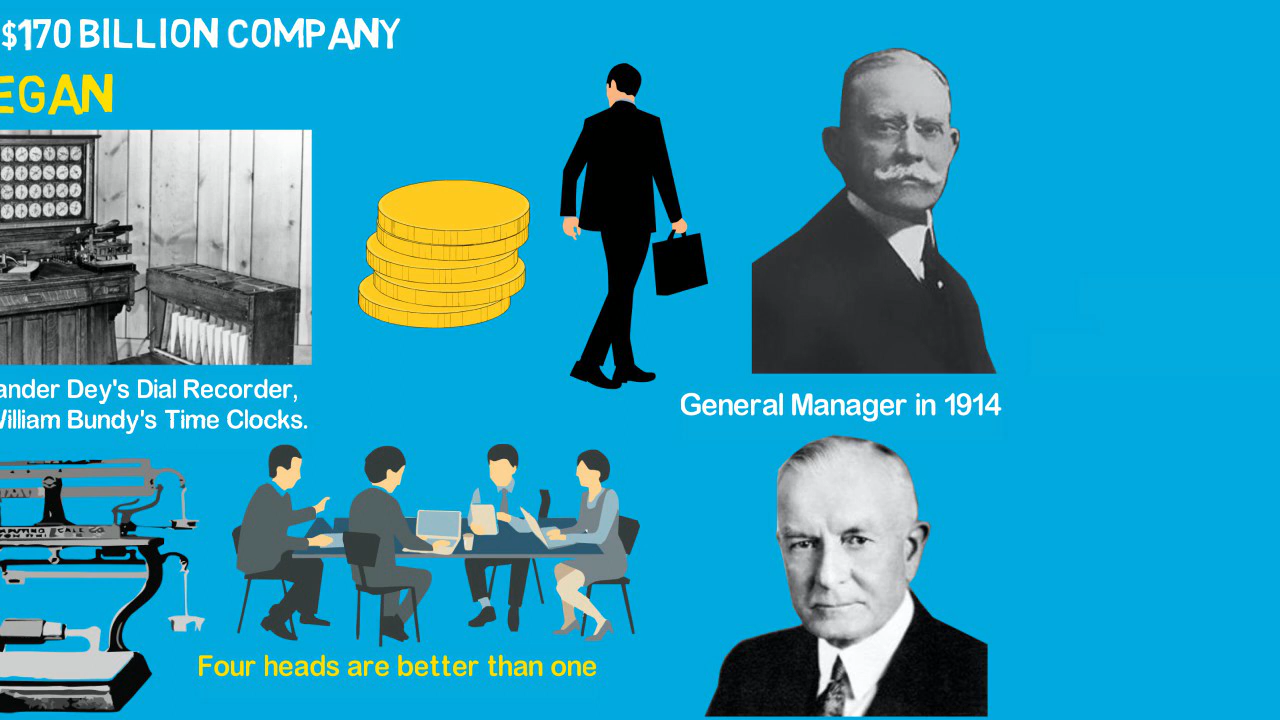 $170 BILLION COMPANY
EGAN
ander Dey's Dial Recorder,
William Bundy's Time Clocks.
General Manager in 1914
Four heads are better than one